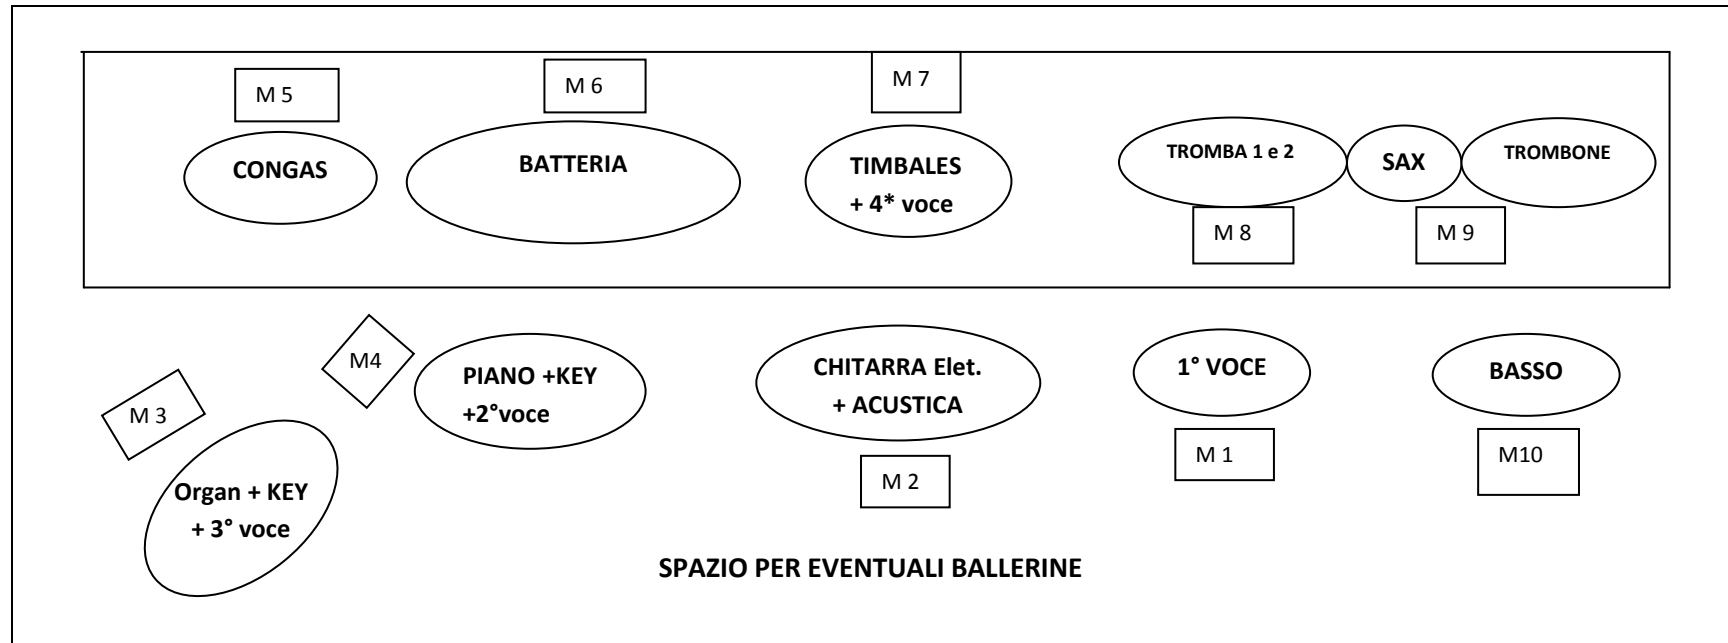 M 5
M 6
M 7
CONGAS
BATTERIA
TIMBALES
+ 4* voce
TROMBA 1 e 2
SAX
TROMBONE
M 8
M 9
M 3
M4
PIANO +KEY
+2°voce
CHITARRA Elet.
+ ACUSTICA
1° VOCE
BASSO
Organ + KEY
+ 3° voce
M 2
M 1
M10
SPAZIO PER EVENTUALI BALLERINE